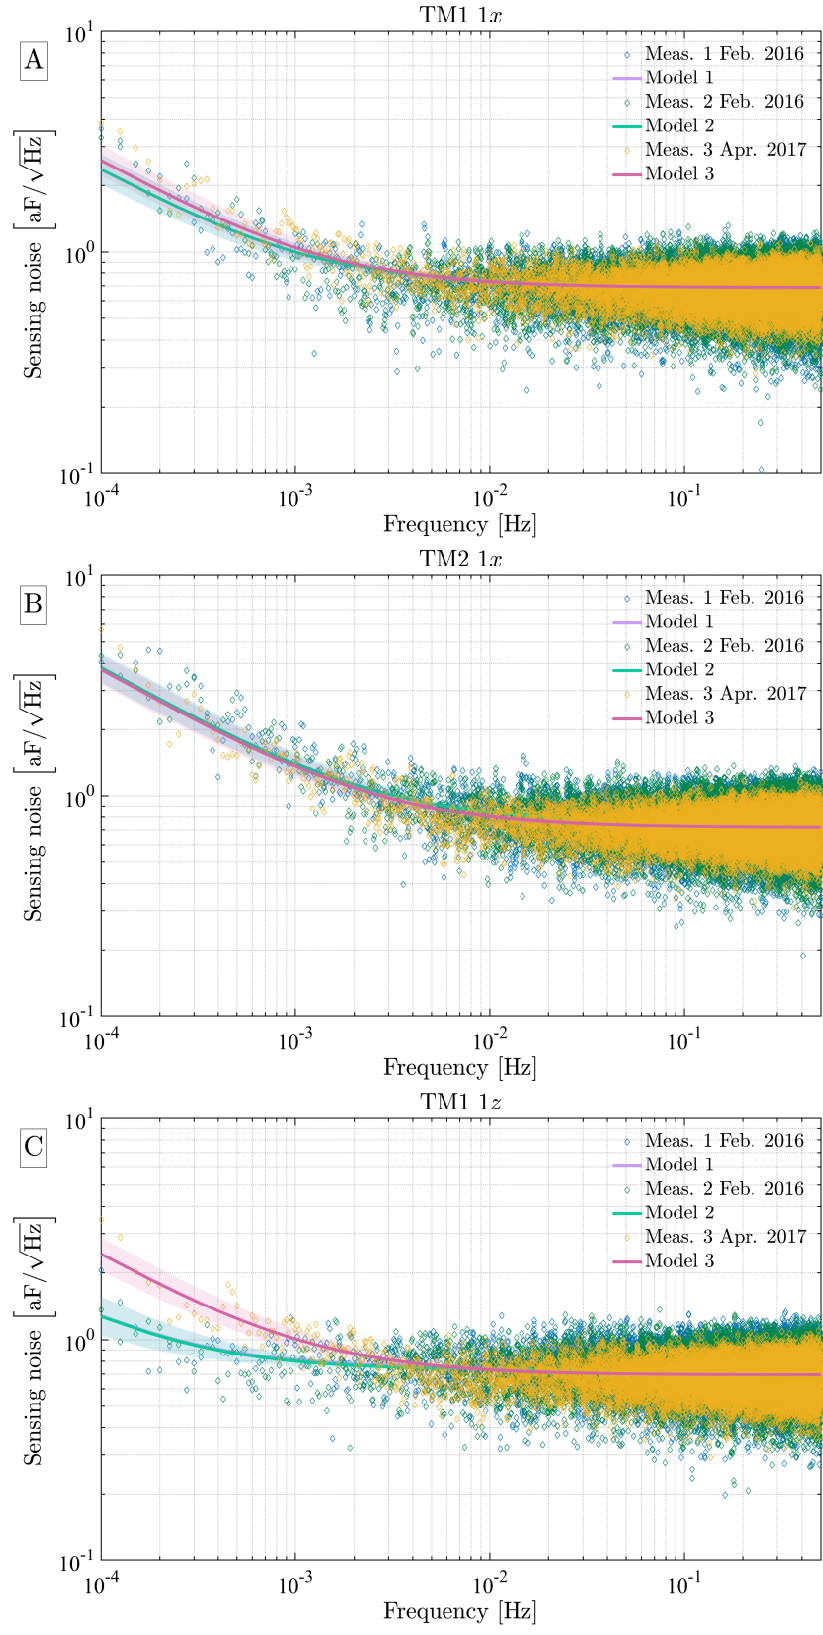 TM1 1x
A
10^1
10^0
10^-1
Sensing noise [aF/√Hz]
Meas. 1 Feb. 2016
Model 1
Meas. 2 Feb. 2016
Model 2
Meas. 3 Apr. 2017
Model 3
10^-4 10^-3 10^-2 10^-1
Frequency [Hz]
TM2 1x
B
10^1
10^0
10^-1
Sensing noise [aF/√Hz]
Meas. 1 Feb. 2016
Model 1
Meas. 2 Feb. 2016
Model 2
Meas. 3 Apr. 2017
Model 3
10^-4 10^-3 10^-2 10^-1
Frequency [Hz]
TM1 1z
C
10^1
10^0
10^-1
Sensing noise [aF/√Hz]
Meas. 1 Feb. 2016
Model 1
Meas. 2 Feb. 2016
Model 2
Meas. 3 Apr. 2017
Model 3
10^-4 10^-3 10^-2 10^-1
Frequency [Hz]